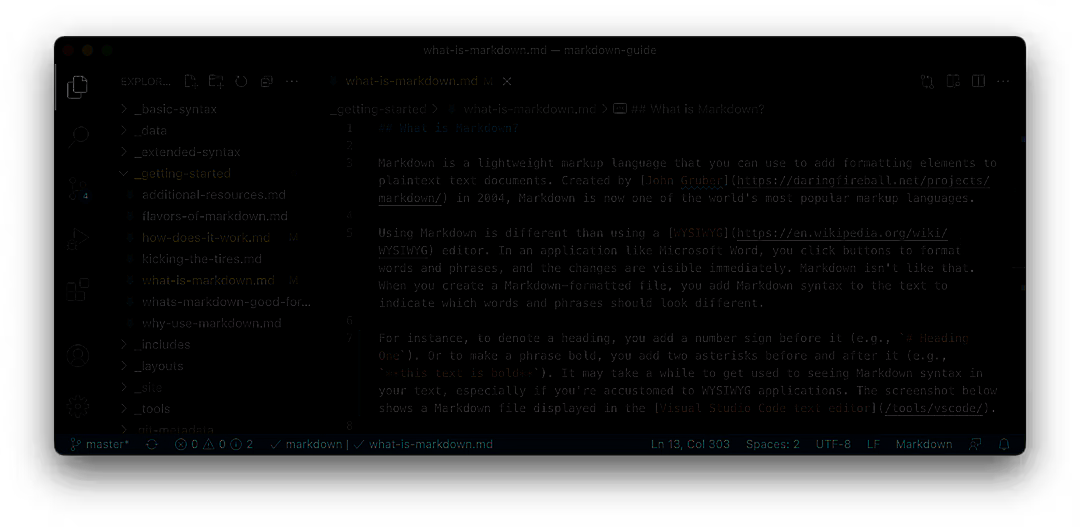 what-is-markdown.md — markdown-guide
EXPLOR...
_basic-syntax
_data
_extended-syntax
_getting-started
additional-resources.md
flavors-of-markdown.md
how-does-it-work.md M
kicking-the-tires.md
what-is-markdown.md M
whats-markdown-good-for...
why-use-markdown.md
_includes
_layouts
_site
_tools
4
what-is-markdown.md M
_getting-started > what-is-markdown.md > ## What is Markdown?
1 ## What is Markdown?
2
3 Markdown is a lightweight markup language that you can use to add formatting elements to
plaintext text documents. Created by [John Gruber](https://daringfireball.net/projects/
markdown/) in 2004, Markdown is now one of the world's most popular markup languages.
4
5 Using Markdown is different than using a [WYSIWYG](https://en.wikipedia.org/wiki/
WYSIWYG) editor. In an application like Microsoft Word, you click buttons to format
words and phrases, and the changes are visible immediately. Markdown isn't like that.
When you create a Markdown-formatted file, you add Markdown syntax to the text to
indicate which words and phrases should look different.
6
7 For instance, to denote a heading, you add a number sign before it (e.g., `# Heading
One`). Or to make a phrase bold, you add two asterisks before and after it (e.g.,
`**this text is bold**`). It may take a while to get used to seeing Markdown syntax in
your text, especially if you're accustomed to WYSIWYG applications. The screenshot below
shows a Markdown file displayed in the [Visual Studio Code text editor](/tools/vscode/).
8
master* 0 0 2 markdown | what-is-markdown.md Ln 13, Col 303 Spaces: 2 UTF-8 LF Markdown